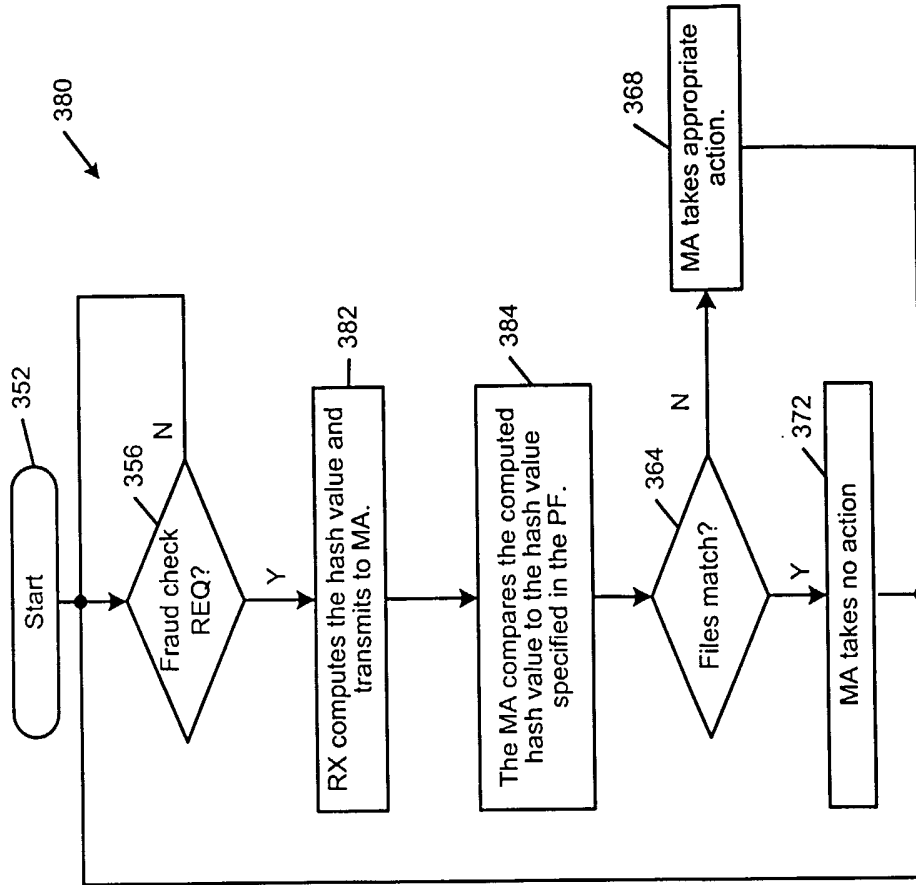 380
352
Start
356
Fraud check
REQ?
N
Y
382
RX computes the hash value and
transmits to MA.
384
The MA compares the computed
hash value to the hash value
specified in the PF.
364
Files match?
N
Y
368
MA takes appropriate
action.
372
MA takes no action